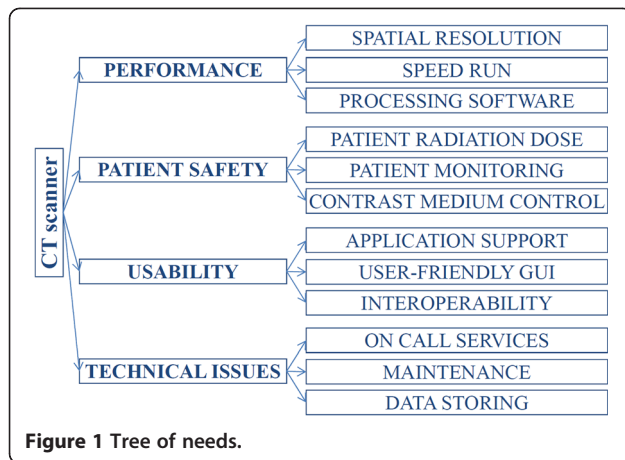 CT scanner
PERFORMANCE
SPATIAL RESOLUTION
SPEED RUN
PROCESSING SOFTWARE
PATIENT SAFETY
PATIENT RADIATION DOSE
PATIENT MONITORING
CONTRAST MEDIUM CONTROL
USABILITY
APPLICATION SUPPORT
USER-FRIENDLY GUI
INTEROPERABILITY
TECHNICAL ISSUES
ON CALL SERVICES
MAINTENANCE
DATA STORING
Figure 1 Tree of needs.